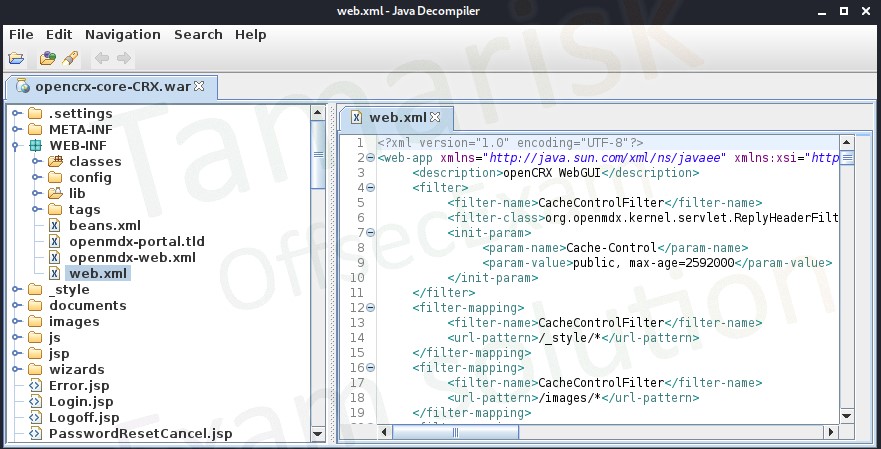 web.xml - Java Decompiler
File Edit Navigation Search Help
opencrx-core-CRX.war
.settings
META-INF
WEB-INF
classes
config
lib
tags
beans.xml
openmdx-portal.tld
openmdx-web.xml
web.xml
_style
documents
images
js
jsp
wizards
Error.jsp
Login.jsp
Logoff.jsp
PasswordResetCancel.jsp
web.xml
1 <?xml version="1.0" encoding="UTF-8"?>
2 <web-app xmlns="http://java.sun.com/xml/ns/javaee" xmlns:xsi="http
3 <description>openCRX WebGUI</description>
4 <filter>
5 <filter-name>CacheControlFilter</filter-name>
6 <filter-class>org.openmdx.kernel.servlet.ReplyHeaderFilt
7 <init-param>
8 <param-name>Cache-Control</param-name>
9 <param-value>public, max-age=2592000</param-value>
10 </init-param>
11 </filter>
12 <filter-mapping>
13 <filter-name>CacheControlFilter</filter-name>
14 <url-pattern>/_style/*</url-pattern>
15 </filter-mapping>
16 <filter-mapping>
17 <filter-name>CacheControlFilter</filter-name>
18 <url-pattern>/images/*</url-pattern>
19 </filter-mapping>
Tamarisk
OffsecExam
Exam solution